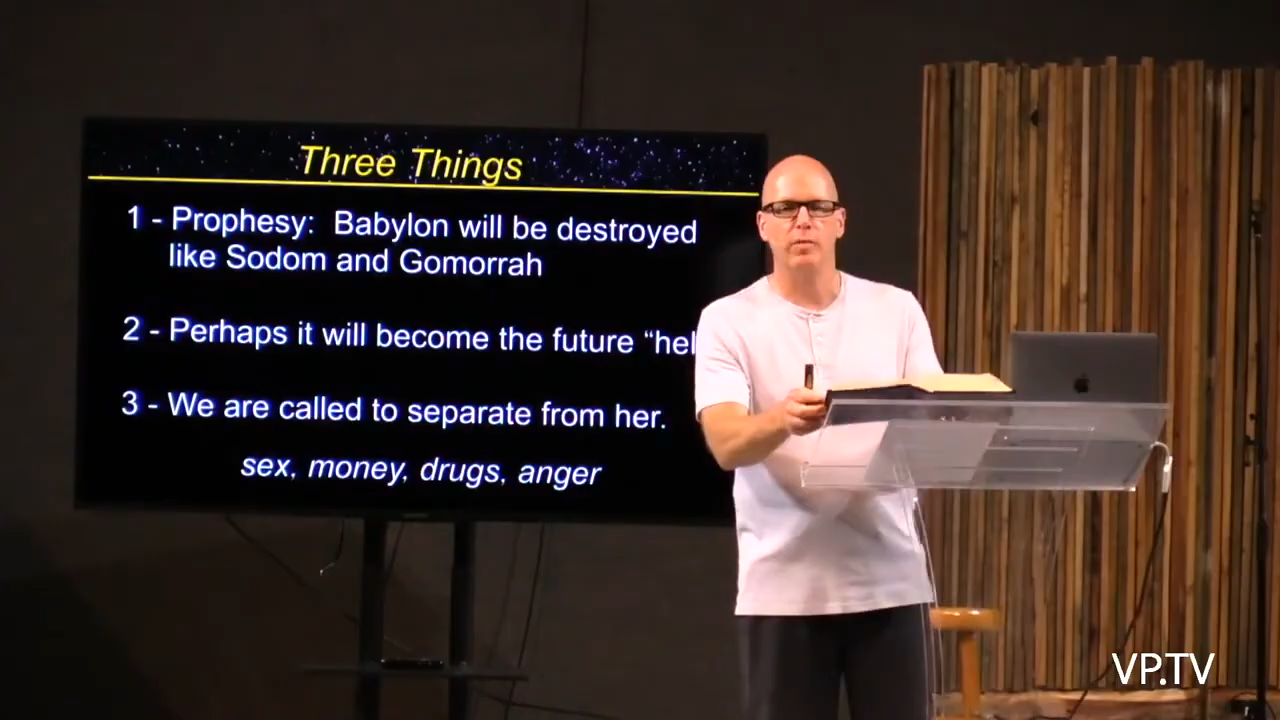 Three Things
1 - Prophesy: Babylon will be destroyed
like Sodom and Gomorrah
2 - Perhaps it will become the future “hel
3 - We are called to separate from her.
sex, money, drugs, anger
VP.TV